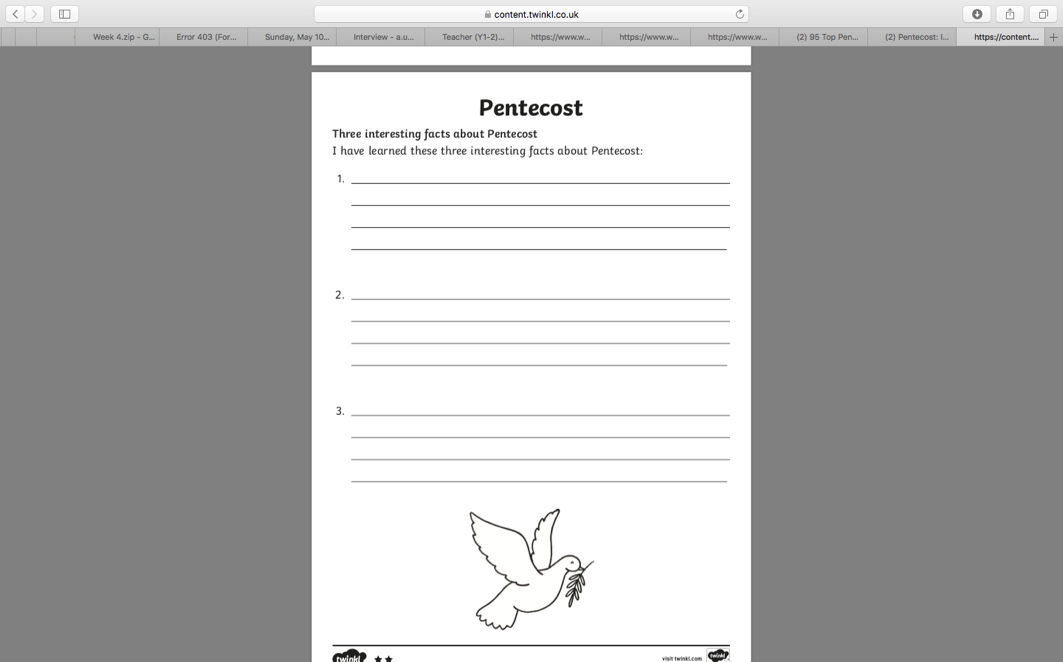 content.twinkl.co.uk
Week 4.zip - G...
Error 403 (For...
Sunday, May 10...
Interview - a.u...
Teacher (Y1-2)...
https://www.w...
https://www.w...
https://www.w...
(2) 95 Top Pen...
(2) Pentecost: I...
https://content....
Pentecost
Three interesting facts about Pentecost
I have learned these three interesting facts about Pentecost:
1.
2.
3.
twinkl
visit twinkl.com
twinkl